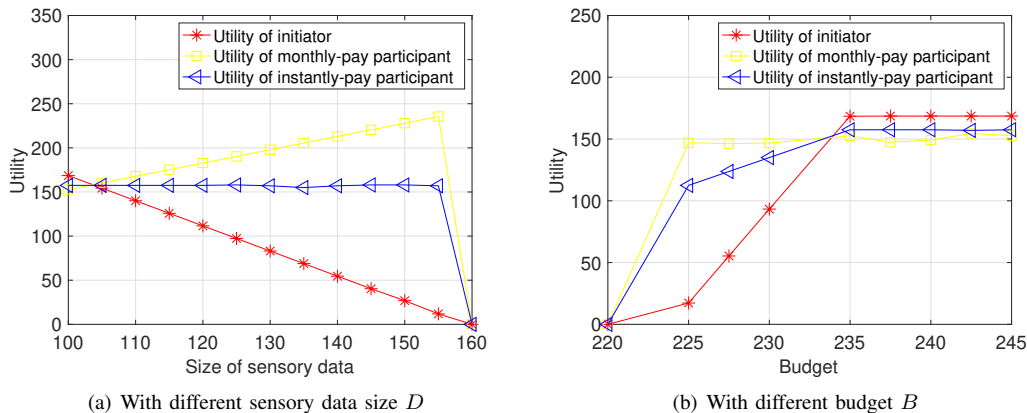 350
300
250
200
150
100
50
0
Utility
Utility of initiator
Utility of monthly-pay participant
Utility of instantly-pay participant
100 110 120 130 140 150 160
Size of sensory data
(a) With different sensory data size D
250
200
150
100
50
0
Utility
Utility of initiator
Utility of monthly-pay participant
Utility of instantly-pay participant
220 225 230 235 240 245
Budget
(b) With different budget B